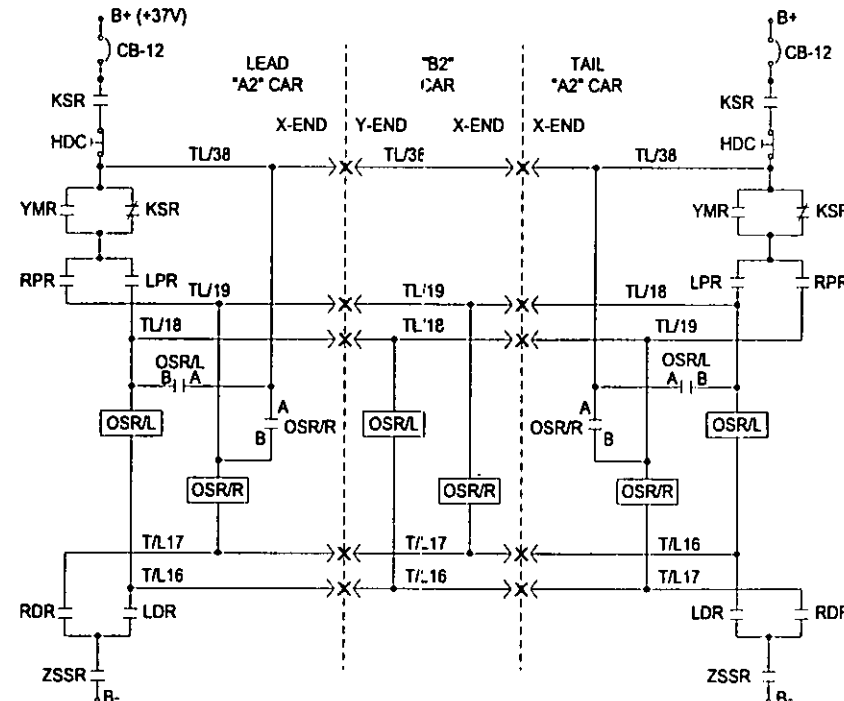 B+ (+37V)
B+
CB-12
CB-12
LEAD
"A2" CAR
"B2"
CAR
TAIL
"A2" CAR
KSR
KSR
X-END
Y-END
X-END
X-END
HDC
HDC
TL/38
TL/38
YMR
KSR
YMR
KSR
RPR
LPR
LPR
RPR
TL/19
TL/19
TL/18
TL/18
TL/18
TL/19
OSR/L
B
A
OSR/L
A
B
OSR/L
A
B
OSR/R
OSR/L
A
OSR/R
B
OSR/L
OSR/R
OSR/R
OSR/R
T/L17
T/L17
T/L16
T/L16
T/L16
T/L17
RDR
LDR
LDR
RDR
ZSSR
ZSSR
B-
B-